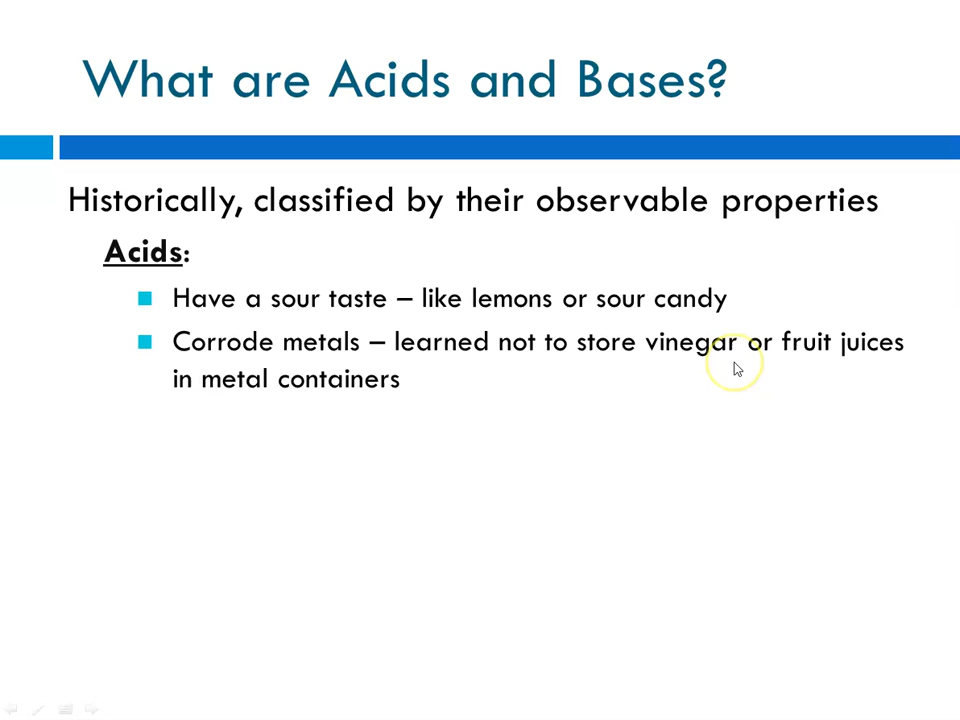 What are Acids and Bases?
Historically, classified by their observable properties
Acids:
Have a sour taste – like lemons or sour candy
Corrode metals – learned not to store vinegar or fruit juices
in metal containers